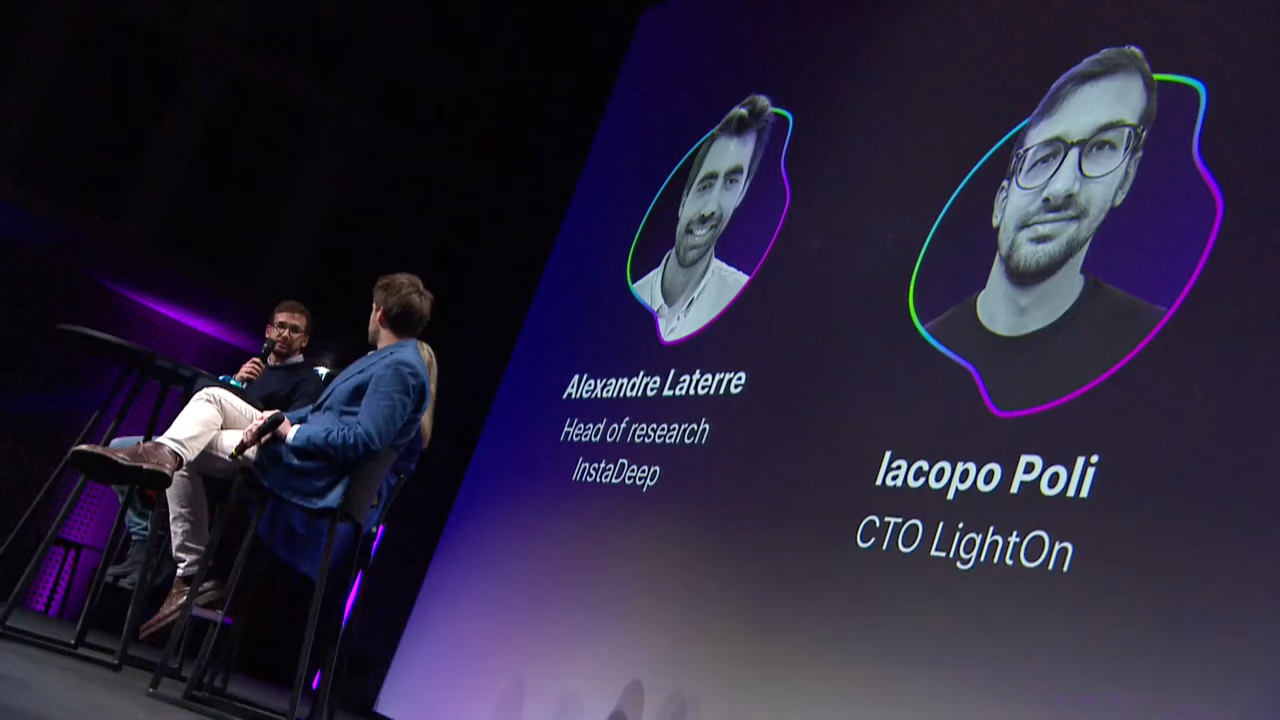 Alexandre Laterre
Head of research
InstaDeep
Iacopo Poli
CTO LightOn